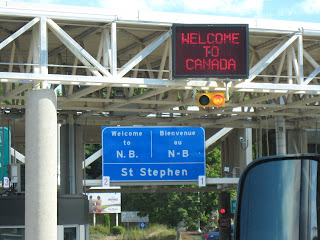 WELCOME
TO
CANADA
Welcome
to
N.B.
Bienvenue
au
N-B
St Stephen
2
1